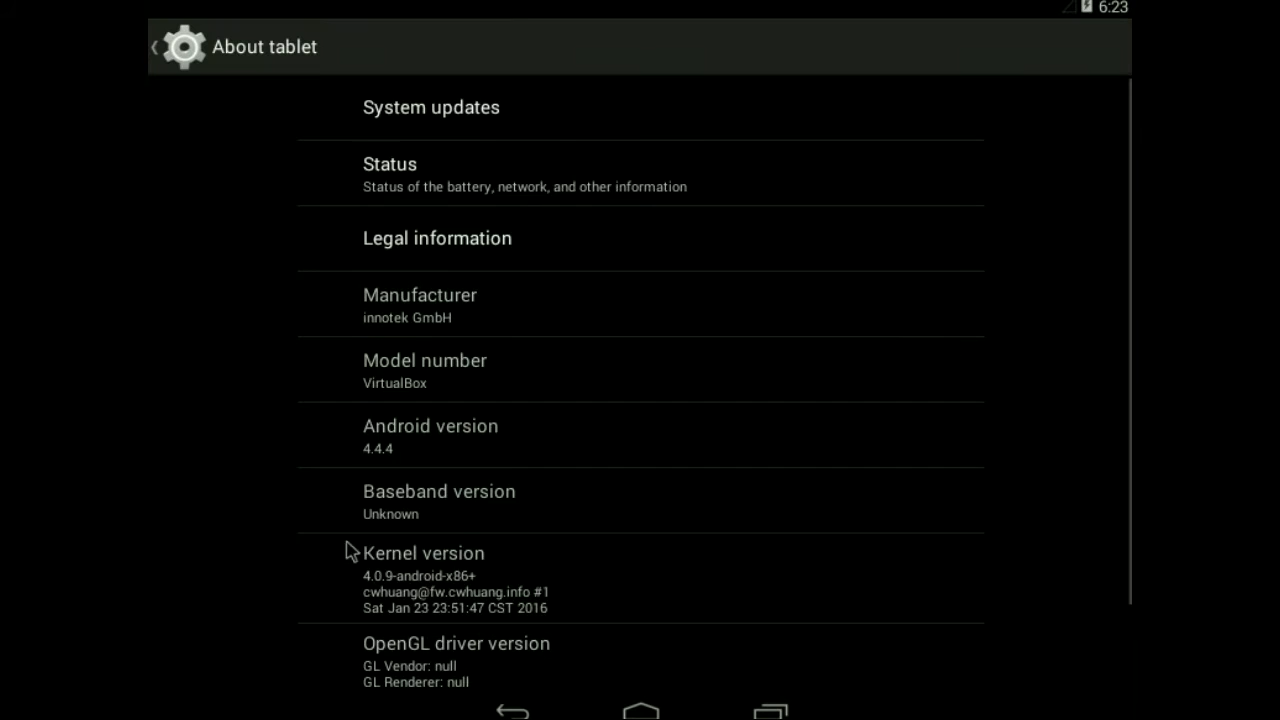 6:23
About tablet
System updates
Status
Status of the battery, network, and other information
Legal information
Manufacturer
innotek GmbH
Model number
VirtualBox
Android version
4.4.4
Baseband version
Unknown
Kernel version
4.0.9-android-x86+
cwhuang@fw.cwhuang.info #1
Sat Jan 23 23:51:47 CST 2016
OpenGL driver version
GL Vendor: null
GL Renderer: null